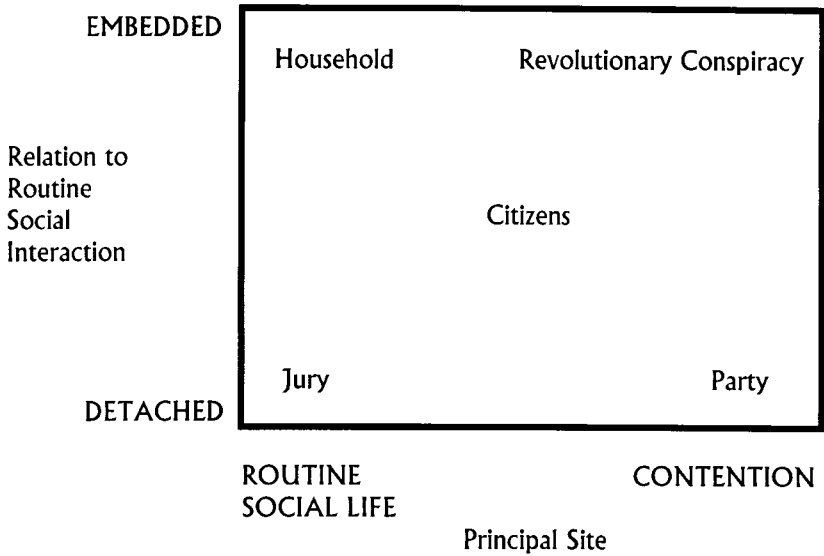 EMBEDDED
Household Revolutionary Conspiracy
Relation to
Routine
Social
Interaction
Citizens
Jury Party
DETACHED
ROUTINE
SOCIAL LIFE
CONTENTION
Principal Site